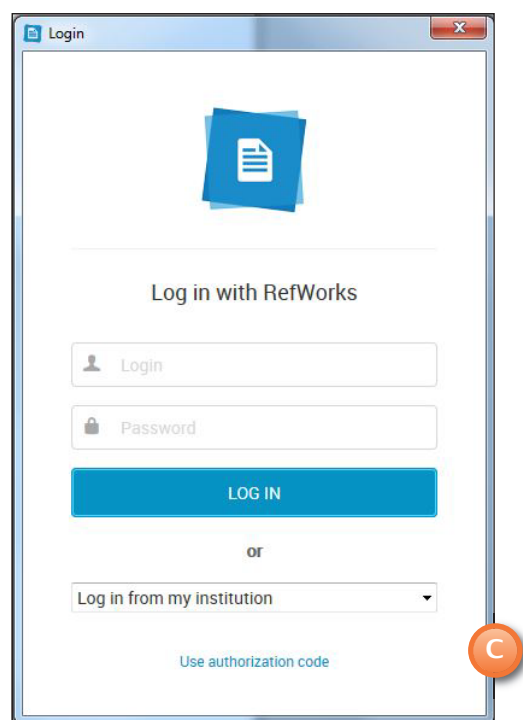 Login
x
Log in with RefWorks
Login
Password
LOG IN
or
Log in from my institution
Use authorization code
C